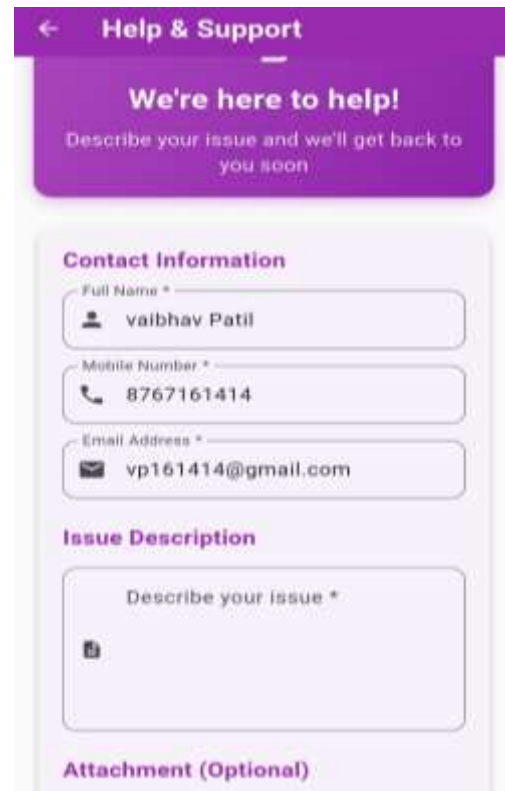 Help & Support
We're here to help!
Describe your issue and we'll get back to
you soon
Contact Information
Full Name *
vaibhav Patil
Mobile Number *
8767161414
Email Address *
vp161414@gmail.com
Issue Description
Describe your issue *
Attachment (Optional)